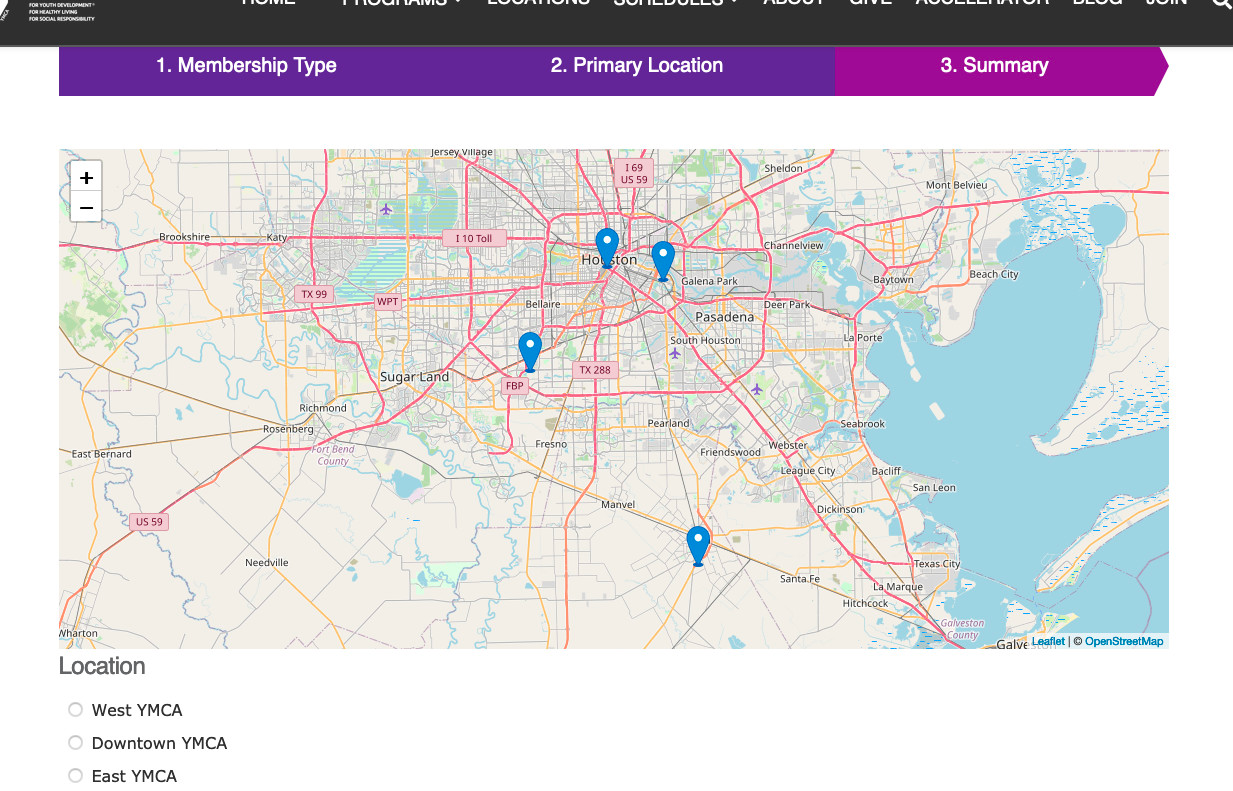 FOR YOUTH DEVELOPMENT®
FOR HEALTHY LIVING
FOR SOCIAL RESPONSIBILITY
HOME PROGRAMS LOCATIONS SCHEDULES ABOUT GIVE ACCELERATOR BLOG JOIN
1. Membership Type 2. Primary Location 3. Summary
+
−
Jersey Village
I 69
US 59
Sheldon
Mont Belvieu
Brookshire
Katy
I 10 Toll
Channelview
Houston
Galena Park
Baytown
Beach City
TX 99
WPT
Bellaire
Deer Park
Pasadena
South Houston
La Porte
Sugar Land
TX 288
FBP
Richmond
Rosenberg
Pearland
Seabrook
Fort Bend
County
Fresno
Friendswood
Webster
East Bernard
League City
Bacliff
San Leon
Manvel
Dickinson
US 59
Needville
Texas City
Santa Fe
La Marque
Hitchcock
Galveston
County
Wharton
Galve
Leaflet | © OpenStreetMap
Location
West YMCA
Downtown YMCA
East YMCA